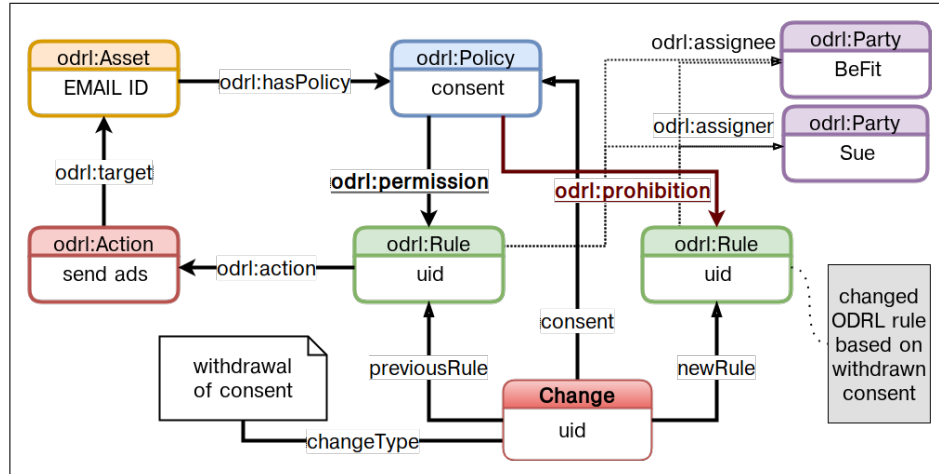 odrl:Asset
EMAIL ID
odrl:hasPolicy
odrl:Policy
consent
odrl:assignee
odrl:Party
BeFit
odrl:assigner
odrl:Party
Sue
odrl:target
odrl:permission
odrl:prohibition
odrl:Action
send ads
odrl:action
odrl:Rule
uid
odrl:Rule
uid
changed
ODRL rule
based on
withdrawn
consent
consent
withdrawal
of consent
previousRule
newRule
Change
uid
changeType